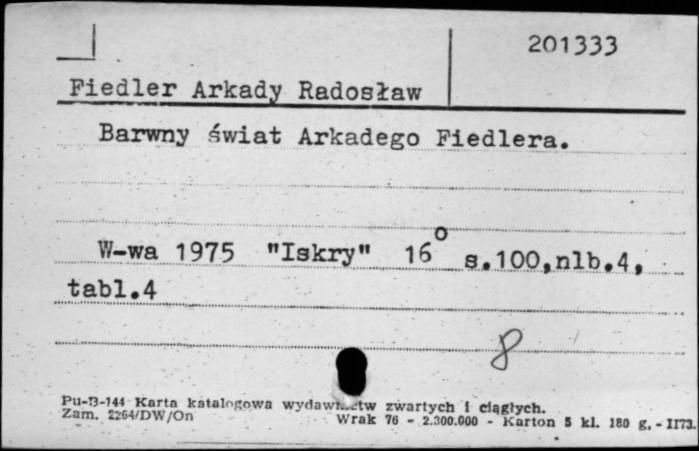 201333
Fiedler Arkady Radosław
Barwny świat Arkadego Fiedlera.
W-wa 1975 "Iskry" 16° s.100,nlb.4,
tabl.4
8
Pu-B-144 Karta katalogowa wydawnictw zwartych i ciągłych.
Zam. 2264/DW/On Wrak 76 - 2.300.000 - Karton 5 kl. 180 g. - II73.